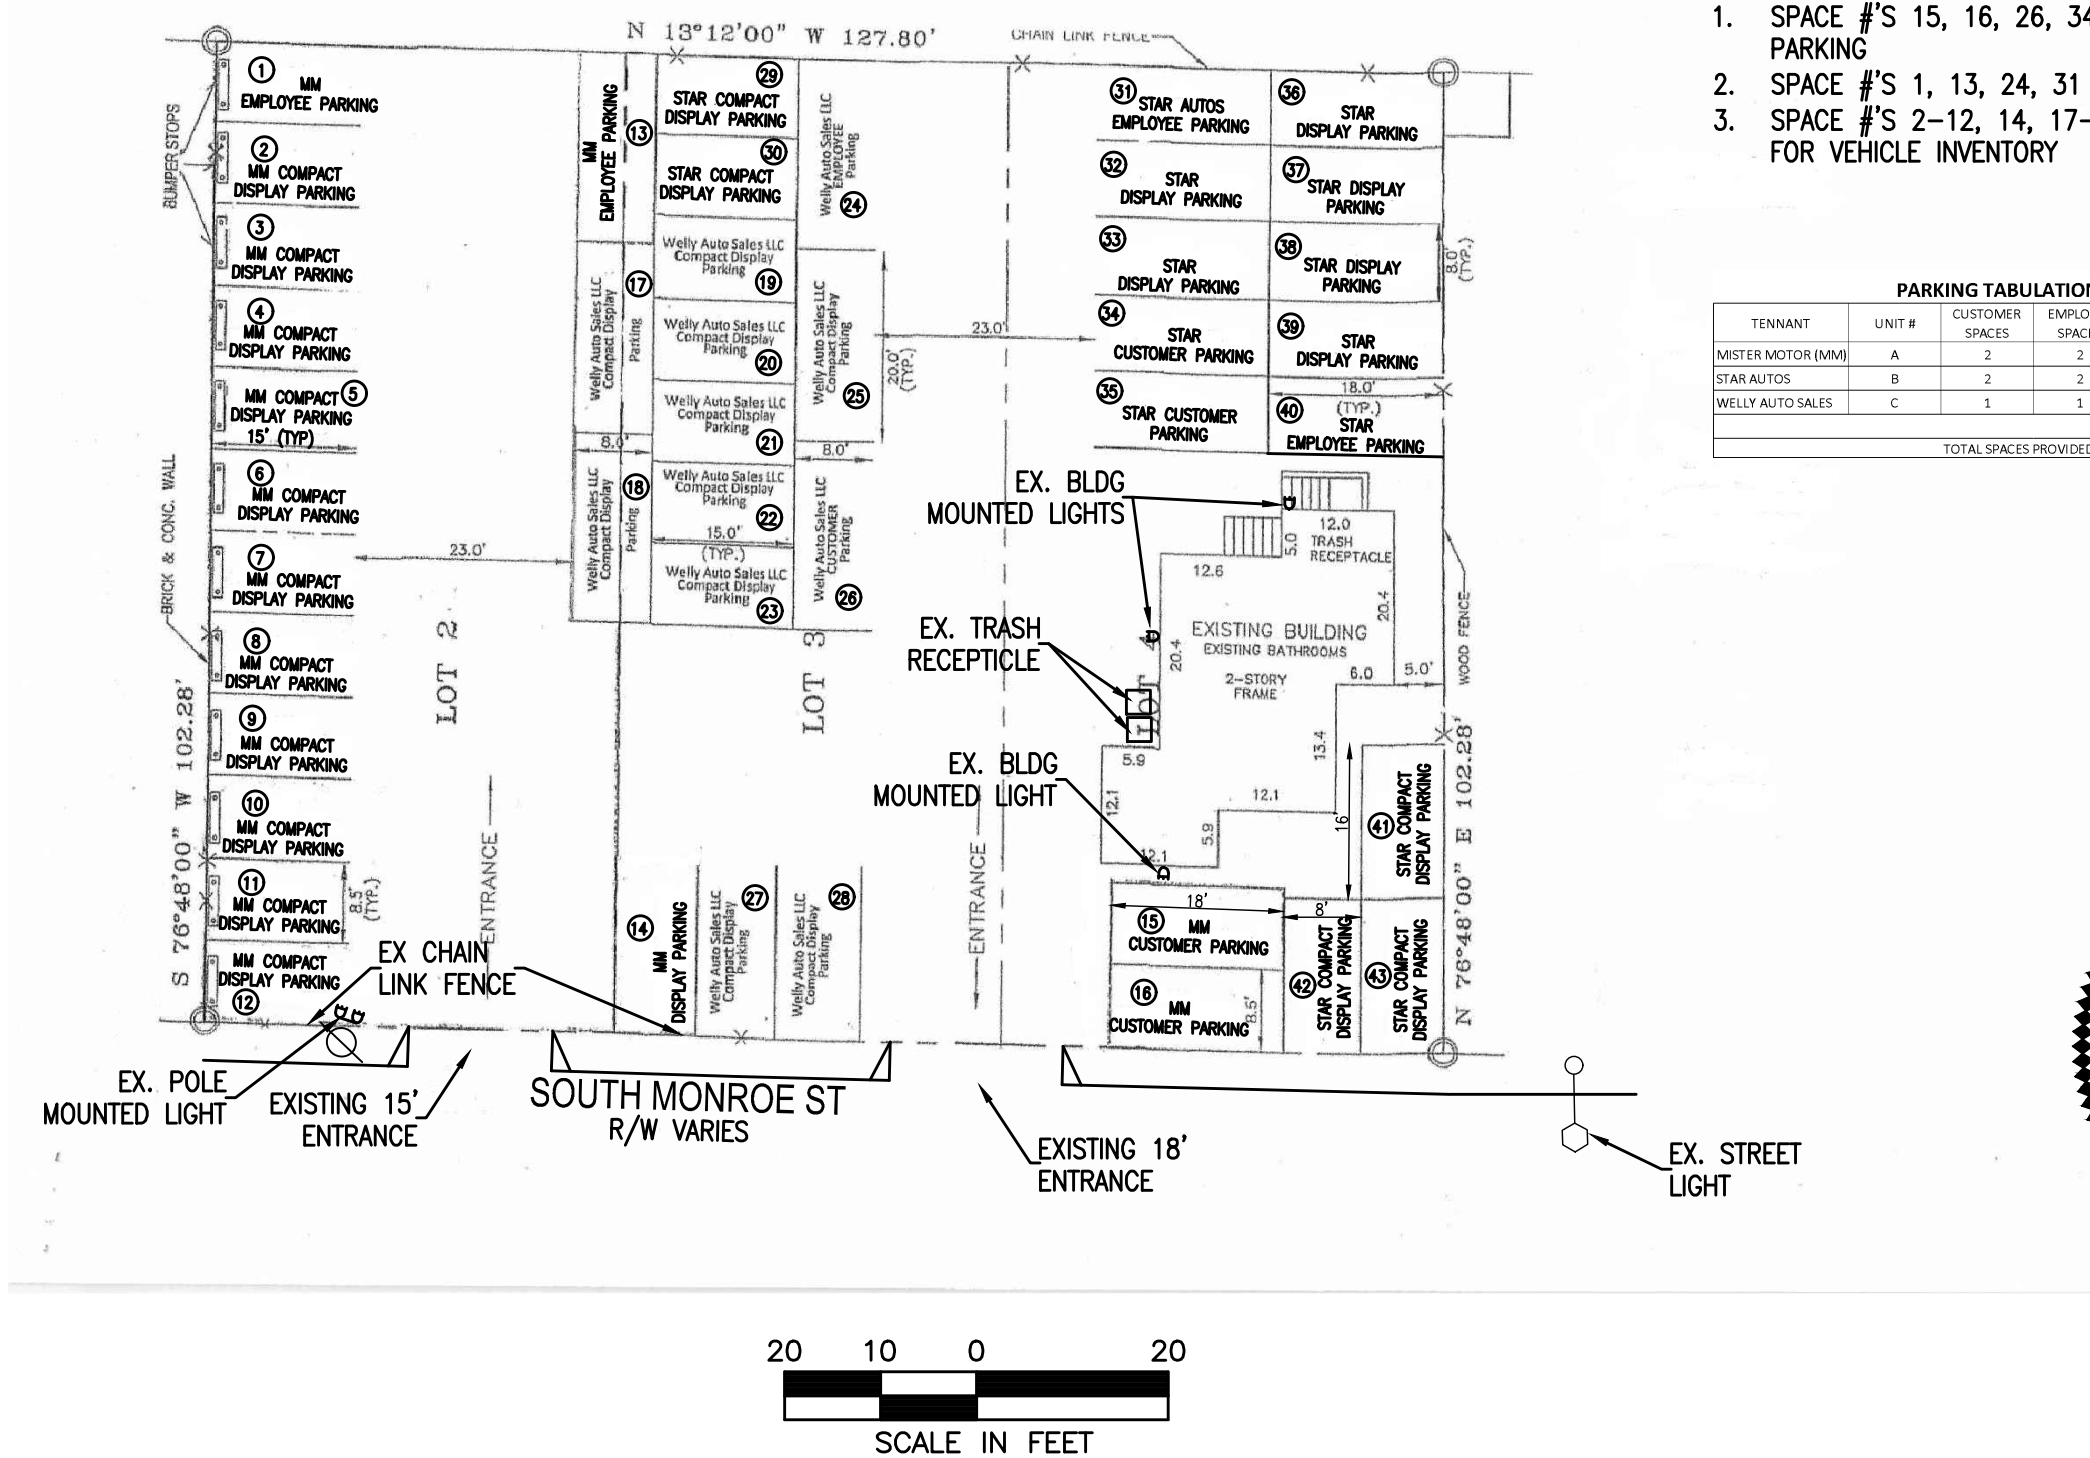 N 13°12'00" W 127.80'
CHAIN LINK FENCE
1. SPACE #'S 15, 16, 26, 34
PARKING
2. SPACE #'S 1, 13, 24, 31
3. SPACE #'S 2-12, 14, 17-
FOR VEHICLE INVENTORY
PARKING TABULATION
TENNANT UNIT # CUSTOMER SPACES
MISTER MOTOR (MM) A 2 2
STAR AUTOS B 2 2
WELLY AUTO SALES C 1 1
TOTAL SPACES PROVIDED
BUMPER STOPS
BRICK & CONC. WALL
S 76°48'00" W 102.28'
1
MM
EMPLOYEE PARKING
2
MM COMPACT
DISPLAY PARKING
3
MM COMPACT
DISPLAY PARKING
4
MM COMPACT
DISPLAY PARKING
MM COMPACT 5
DISPLAY PARKING
15' (TYP)
6
MM COMPACT
DISPLAY PARKING
7
MM COMPACT
DISPLAY PARKING
8
MM COMPACT
DISPLAY PARKING
9
MM COMPACT
DISPLAY PARKING
10
MM COMPACT
DISPLAY PARKING
11
MM COMPACT
DISPLAY PARKING
8.5'
(TYP.)
MM COMPACT
DISPLAY PARKING
12
23.0'
LOT 2
ENTRANCE
MM
EMPLOYEE PARKING
13
Welly Auto Sales LLC
Compact Display
Parking
17
8.0'
Welly Auto Sales LLC
Compact Display
Parking
18
29
STAR COMPACT
DISPLAY PARKING
30
STAR COMPACT
DISPLAY PARKING
Welly Auto Sales LLC
Compact Display
Parking
19
Welly Auto Sales LLC
Compact Display
Parking
20
Welly Auto Sales LLC
Compact Display
Parking
21
Welly Auto Sales LLC
Compact Display
Parking
22
15.0'
(TYP.)
Welly Auto Sales LLC
Compact Display
Parking
23
Welly Auto Sales LLC
EMPLOYEE
Parking
24
Welly Auto Sales LLC
Compact Display
Parking
25
20.0'
(TYP.)
8.0'
Welly Auto Sales LLC
CUSTOMER
Parking
26
23.0'
LOT 3
14
MM
DISPLAY PARKING
Welly Auto Sales LLC
Compact Display
Parking
27
Welly Auto Sales LLC
Compact Display
Parking
28
ENTRANCE
31
STAR AUTOS
EMPLOYEE PARKING
32
STAR
DISPLAY PARKING
33
STAR
DISPLAY PARKING
34
STAR
CUSTOMER PARKING
35
STAR CUSTOMER
PARKING
36
STAR
DISPLAY PARKING
37
STAR DISPLAY
PARKING
38
STAR DISPLAY
PARKING
8.0'
(TYP.)
39
STAR
DISPLAY PARKING
18.0'
(TYP.)
40
STAR
EMPLOYEE PARKING
EX. BLDG
MOUNTED LIGHTS
12.0
5.0
TRASH
RECEPTACLE
12.6
20.4
EX. TRASH
RECEPTICLE
EXISTING BUILDING
EXISTING BATHROOMS
2-STORY
FRAME
20.4
6.0
5.0'
WOOD FENCE
LOT 4
5.9
13.4
EX. BLDG
MOUNTED LIGHT
12.1
12.1
5.9
12.1
16'
41
STAR COMPACT
DISPLAY PARKING
N 76°48'00" E 102.28'
18'
15
MM
CUSTOMER PARKING
16
MM
CUSTOMER PARKING
8.5'
8'
42
STAR COMPACT
DISPLAY PARKING
43
STAR COMPACT
DISPLAY PARKING
EX CHAIN
LINK FENCE
EX. POLE
MOUNTED LIGHT
EXISTING 15'
ENTRANCE
SOUTH MONROE ST
R/W VARIES
EXISTING 18'
ENTRANCE
EX. STREET
LIGHT
20 10 0 20
SCALE IN FEET